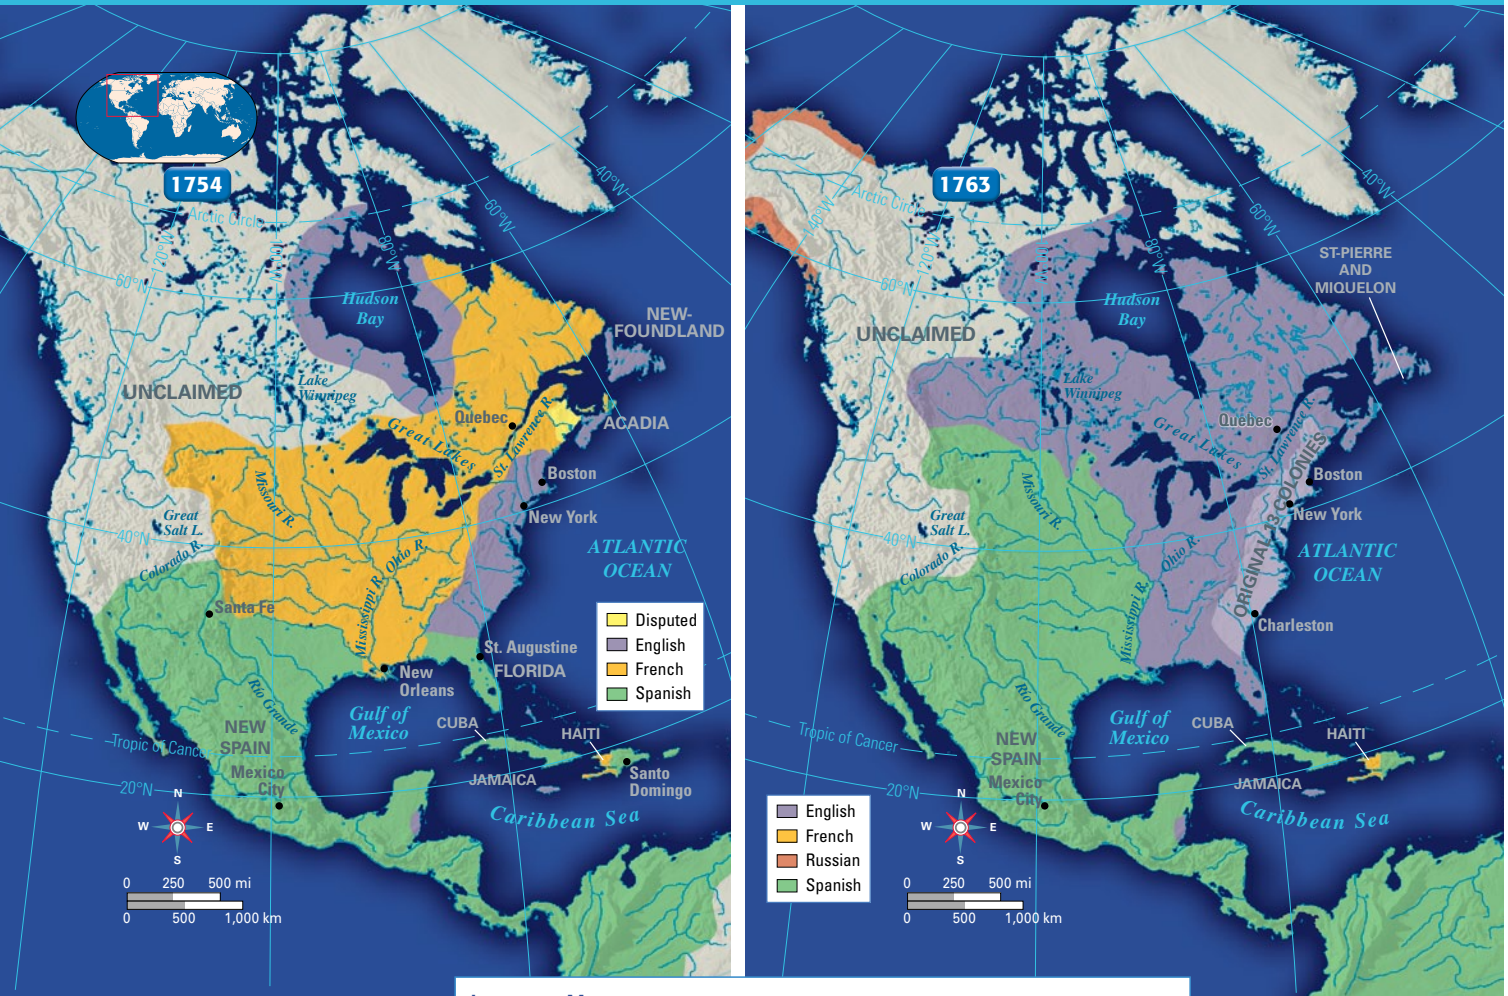 1754
Arctic Circle
40°W
60°W
80°W
100°W
120°W
60°N
Hudson
Bay
NEW-
FOUNDLAND
UNCLAIMED
Lake
Winnipeg
Quebec
St. Lawrence R.
ACADIA
Great Lakes
Boston
Missouri R.
New York
Great
Salt L.
40°N
Colorado R.
Ohio R.
ATLANTIC
OCEAN
Mississippi R.
Santa Fe
Disputed
English
French
Spanish
St. Augustine
FLORIDA
New
Orleans
Rio Grande
Gulf of
Mexico
NEW
SPAIN
CUBA
HAITI
Tropic of Cancer
Mexico
City
JAMAICA
Santo
Domingo
20°N
Caribbean Sea
N
W E
S
0 250 500 mi
0 500 1,000 km
1763
Arctic Circle
40°W
60°W
80°W
100°W
120°W
140°W
60°N
ST-PIERRE
AND
MIQUELON
Hudson
Bay
UNCLAIMED
Lake
Winnipeg
Quebec
St. Lawrence R.
Great Lakes
ORIGINAL 13 COLONIES
Boston
Missouri R.
New York
Great
Salt L.
40°N
Colorado R.
Ohio R.
ATLANTIC
OCEAN
Mississippi R.
Charleston
Rio Grande
Gulf of
Mexico
NEW
SPAIN
CUBA
HAITI
Tropic of Cancer
Mexico
City
JAMAICA
20°N
Caribbean Sea
English
French
Russian
Spanish
N
W E
S
0 250 500 mi
0 500 1,000 km